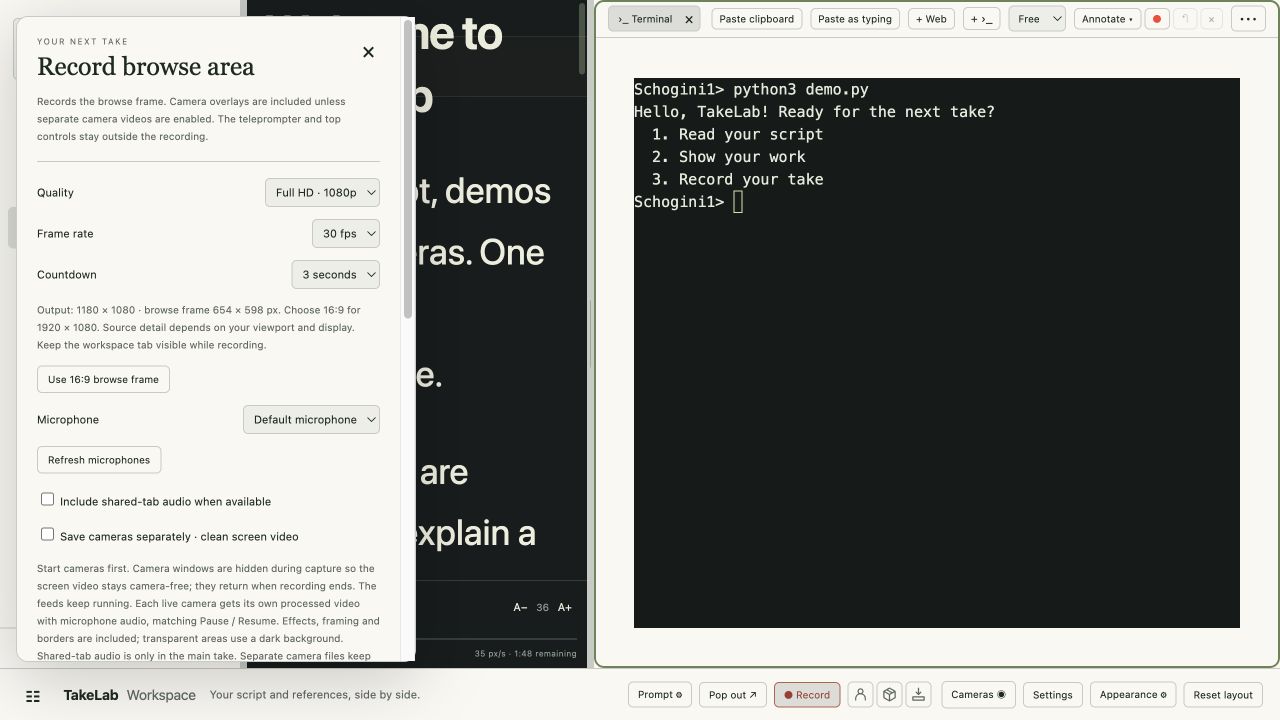 YOUR NEXT TAKE
Record browse area
Records the browse frame. Camera overlays are included unless
separate camera videos are enabled. The teleprompter and top
controls stay outside the recording.
Quality
Full HD · 1080p
Frame rate
30 fps
Countdown
3 seconds
Output: 1180 × 1080 · browse frame 654 × 598 px. Choose 16:9 for
1920 × 1080. Source detail depends on your viewport and display.
Keep the workspace tab visible while recording.
Use 16:9 browse frame
Microphone
Default microphone
Refresh microphones
Include shared-tab audio when available
Save cameras separately · clean screen video
Start cameras first. Camera windows are hidden during capture so the
screen video stays camera-free; they return when recording ends. The
feeds keep running. Each live camera gets its own processed video
with microphone audio, matching Pause / Resume. Effects, framing and
borders are included; transparent areas use a dark background.
Shared-tab audio is only in the main take. Separate camera files keep
to
demos
One
e.
are
explain a
A− 36 A+
35 px/s · 1:48 remaining
>_ Terminal ×
Paste clipboard
Paste as typing
+ Web
+ >_
Free
Annotate
Schogini1> python3 demo.py
Hello, TakeLab! Ready for the next take?
1. Read your script
2. Show your work
3. Record your take
Schogini1>
TakeLab Workspace Your script and references, side by side.
Prompt
Pop out ↗
Record
Cameras
Settings
Appearance
Reset layout